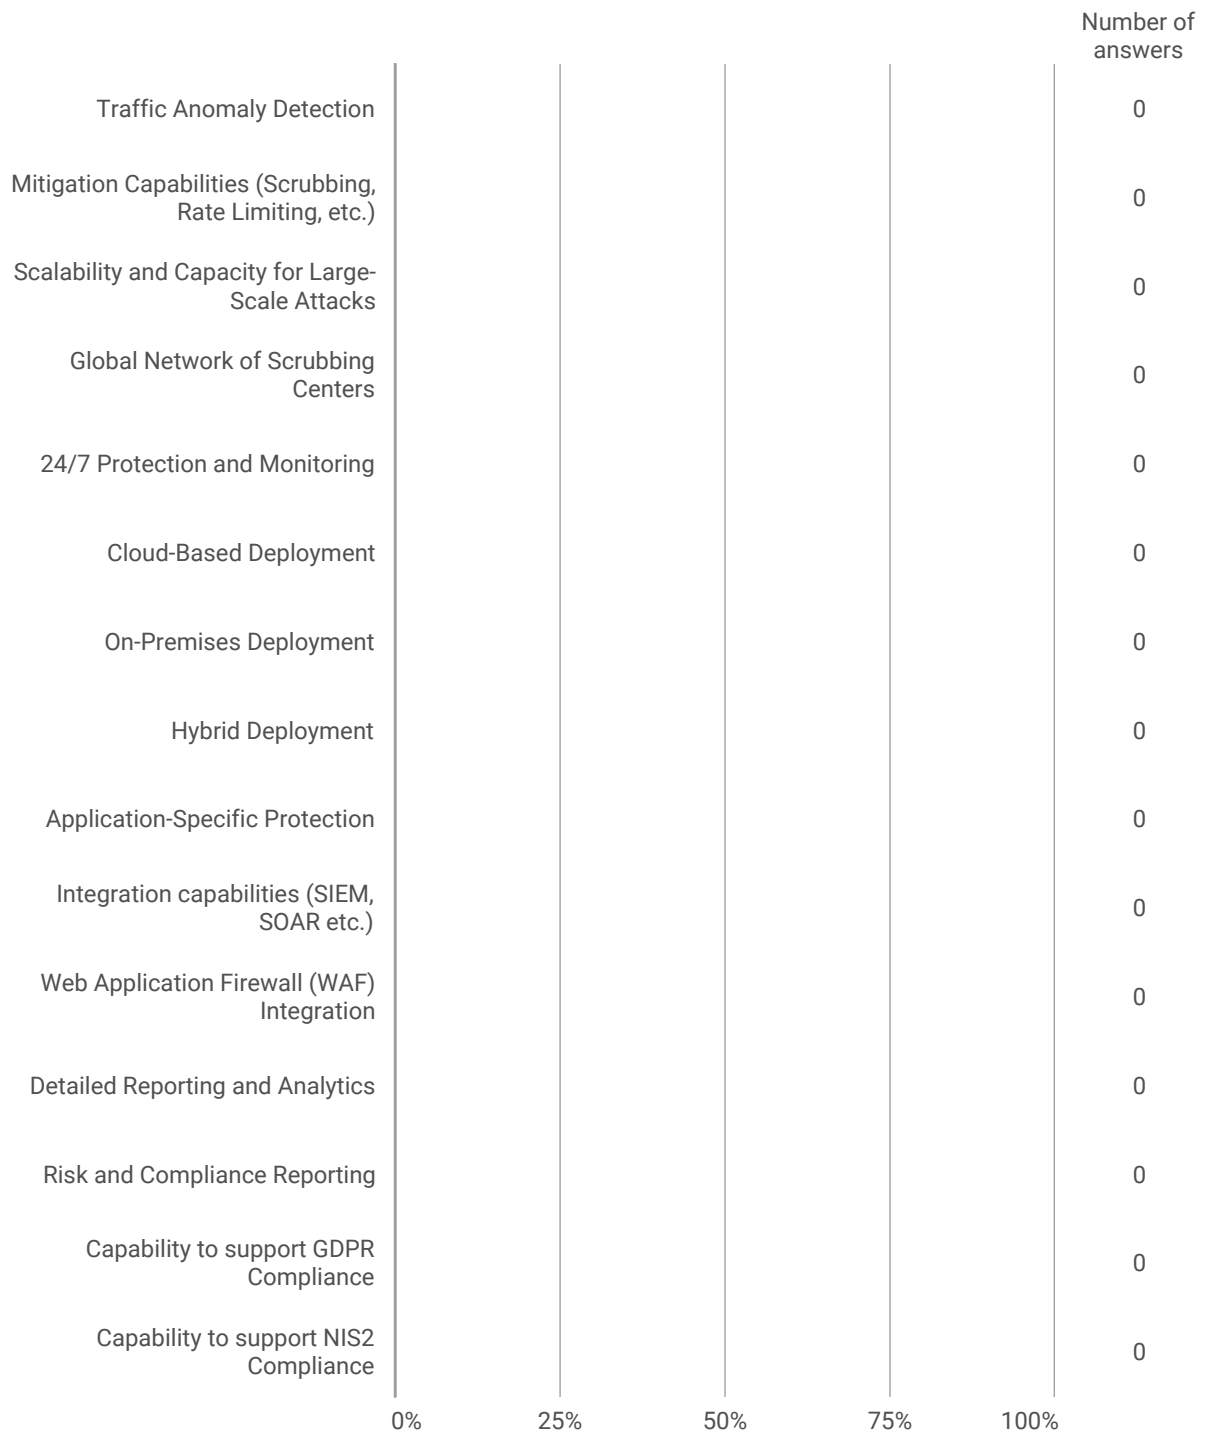 Number of
answers
Traffic Anomaly Detection 0
Mitigation Capabilities (Scrubbing,
Rate Limiting, etc.) 0
Scalability and Capacity for Large-
Scale Attacks 0
Global Network of Scrubbing
Centers 0
24/7 Protection and Monitoring 0
Cloud-Based Deployment 0
On-Premises Deployment 0
Hybrid Deployment 0
Application-Specific Protection 0
Integration capabilities (SIEM,
SOAR etc.) 0
Web Application Firewall (WAF)
Integration 0
Detailed Reporting and Analytics 0
Risk and Compliance Reporting 0
Capability to support GDPR
Compliance 0
Capability to support NIS2
Compliance 0
0% 25% 50% 75% 100%